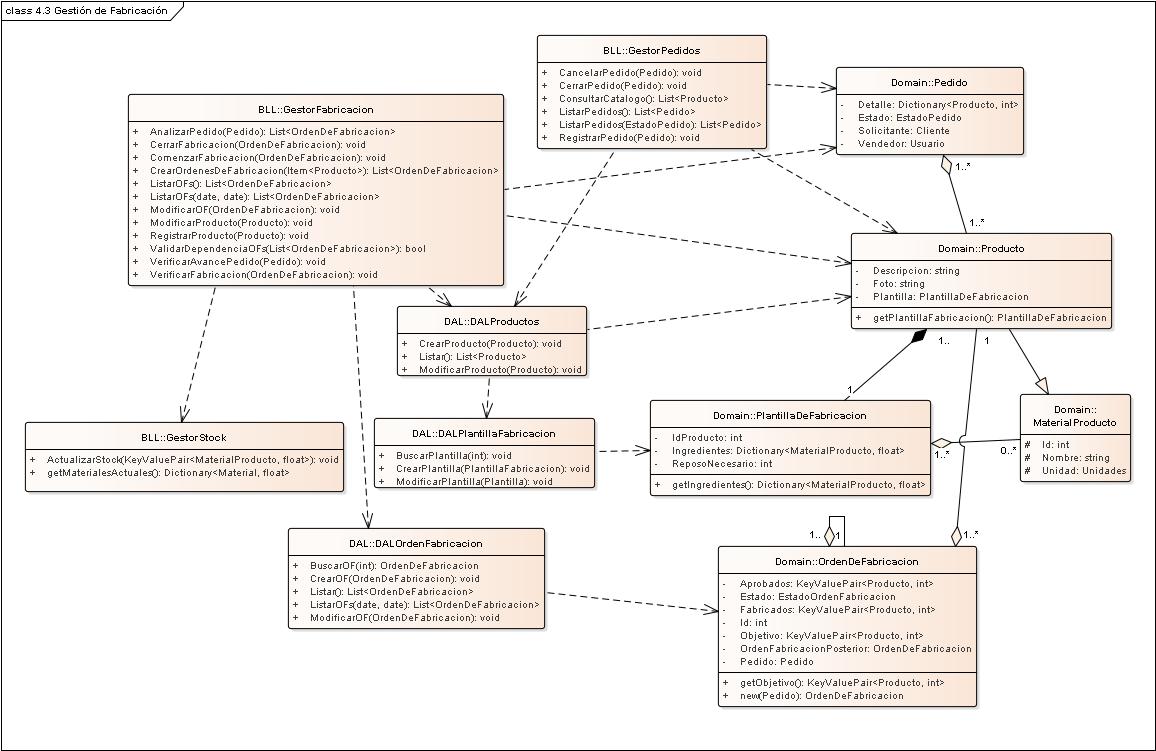 class 4.3 Gestión de Fabricación
BLL::GestorPedidos
+ CancelarPedido(Pedido): void
+ CerrarPedido(Pedido): void
+ ConsultarCatalogo(): List<Producto>
+ ListarPedidos(): List<Pedido>
+ ListarPedidos(EstadoPedido): List<Pedido>
+ RegistrarPedido(Pedido): void
Domain::Pedido
- Detalle: Dictionary<Producto, int>
- Estado: EstadoPedido
- Solicitante: Cliente
- Vendedor: Usuario
1..*
1..*
BLL::GestorFabricacion
+ AnalizarPedido(Pedido): List<OrdenDeFabricacion>
+ CerrarFabricacion(OrdenDeFabricacion): void
+ ComenzarFabricacion(OrdenDeFabricacion): void
+ CrearOrdenesDeFabricacion(Item<Producto>): List<OrdenDeFabricacion>
+ ListarOFs(): List<OrdenDeFabricacion>
+ ListarOFs(date, date): List<OrdenDeFabricacion>
+ ModificarOF(OrdenDeFabricacion): void
+ ModificarProducto(Producto): void
+ RegistrarProducto(Producto): void
+ ValidarDependenciaOFs(List<OrdenDeFabricacion>): bool
+ VerificarAvancePedido(Pedido): void
+ VerificarFabricacion(OrdenDeFabricacion): void
Domain::Producto
- Descripcion: string
- Foto: string
- Plantilla: PlantillaDeFabricacion
+ getPlantillaFabricacion(): PlantillaDeFabricacion
1..
1
1
DAL::DALProductos
+ CrearProducto(Producto): void
+ Listar(): List<Producto>
+ ModificarProducto(Producto): void
BLL::GestorStock
+ ActualizarStock(KeyValuePair<MaterialProducto, float>): void
+ getMaterialesActuales(): Dictionary<Material, float>
DAL::DALPlantillaFabricacion
+ BuscarPlantilla(int): void
+ CrearPlantilla(PlantillaFabricacion): void
+ ModificarPlantilla(Plantilla): void
Domain::PlantillaDeFabricacion
- IdProducto: int
- Ingredientes: Dictionary<MaterialProducto, float>
- ReposoNecesario: int
+ getIngredientes(): Dictionary<MaterialProducto, float>
1..*
0..*
Domain::
MaterialProducto
# Id: int
# Nombre: string
# Unidad: Unidades
DAL::DALOrdenFabricacion
+ BuscarOF(int): OrdenDeFabricacion
+ CrearOF(OrdenDeFabricacion): void
+ Listar(): List<OrdenDeFabricacion>
+ ListarOFs(date, date): List<OrdenDeFabricacion>
+ ModificarOF(OrdenDeFabricacion): void
1..
1
1..*
Domain::OrdenDeFabricacion
- Aprobados: KeyValuePair<Producto, int>
- Estado: EstadoOrdenFabricacion
- Fabricados: KeyValuePair<Producto, int>
- Id: int
- Objetivo: KeyValuePair<Producto, int>
- OrdenFabricacionPosterior: OrdenDeFabricacion
- Pedido: Pedido
+ getObjetivo(): KeyValuePair<Producto, int>
+ new(Pedido): OrdenDeFabricacion